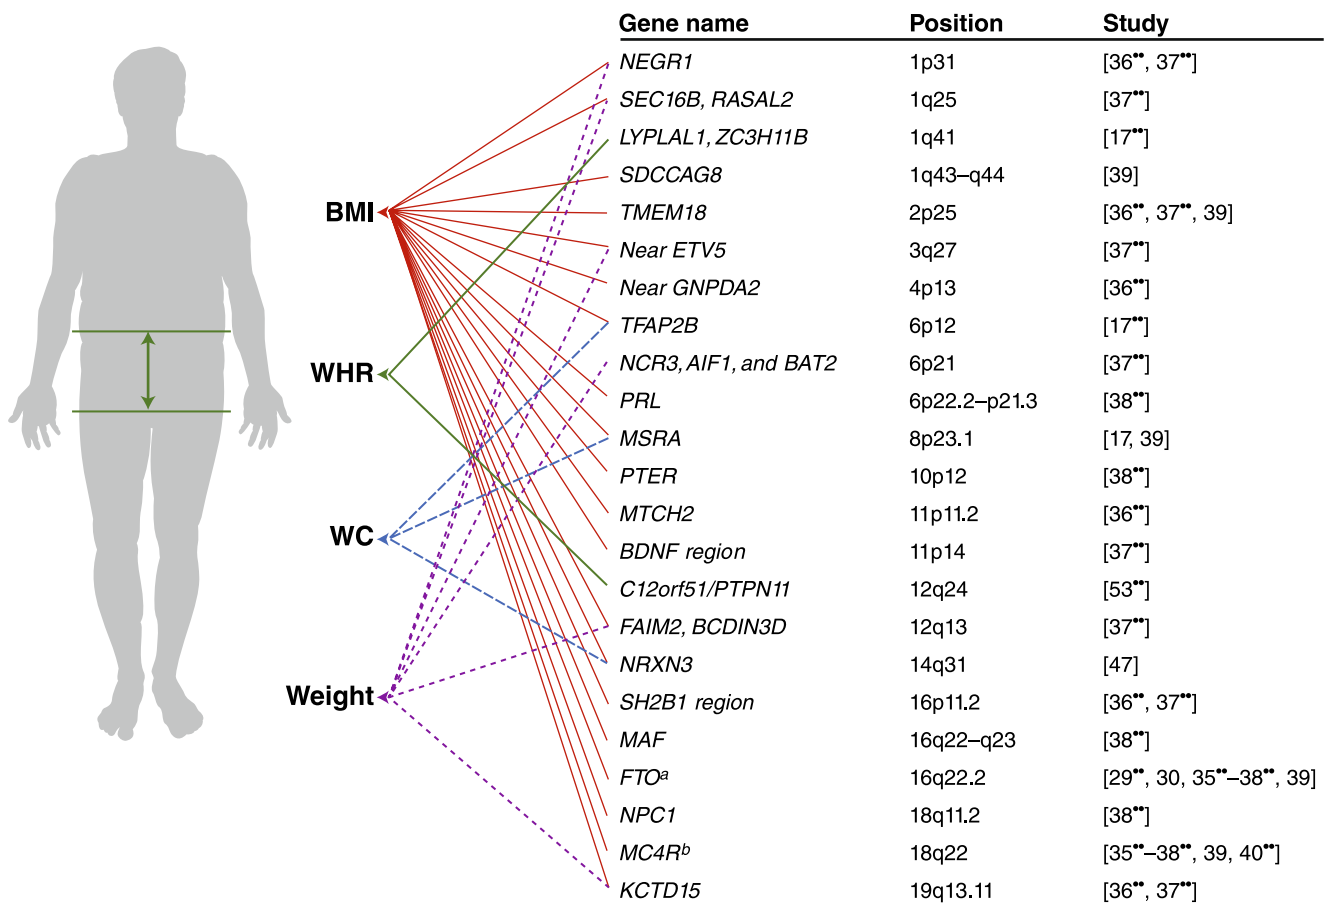 Gene name Position Study
NEGR1 1p31 [36••, 37••]
SEC16B, RASAL2 1q25 [37••]
LYPLAL1, ZC3H11B 1q41 [17••]
SDCCAG8 1q43–q44 [39]
BMI TMEM18 2p25 [36••, 37••, 39]
Near ETV5 3q27 [37••]
Near GNPDA2 4p13 [36••]
TFAP2B 6p12 [17••]
WHR NCR3, AIF1, and BAT2 6p21 [37••]
PRL 6p22.2–p21.3 [38••]
MSRA 8p23.1 [17, 39]
PTER 10p12 [38••]
MTCH2 11p11.2 [36••]
WC BDNF region 11p14 [37••]
C12orf51/PTPN11 12q24 [53••]
FAIM2, BCDIN3D 12q13 [37••]
NRXN3 14q31 [47]
Weight SH2B1 region 16p11.2 [36••, 37••]
MAF 16q22–q23 [38••]
FTOᵃ 16q22.2 [29••, 30, 35••–38••, 39]
NPC1 18q11.2 [38••]
MC4Rᵇ 18q22 [35••–38••, 39, 40••]
KCTD15 19q13.11 [36••, 37••]